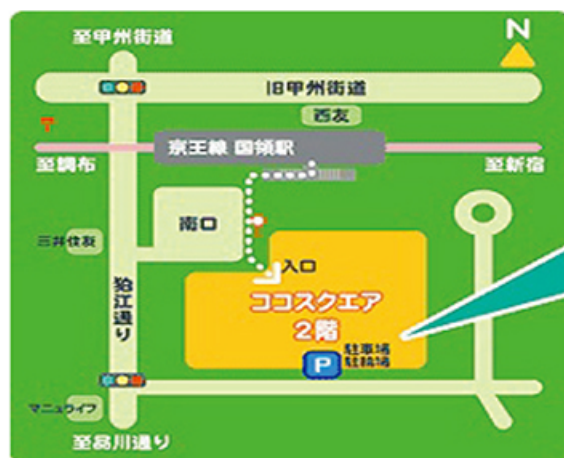 至甲州街道
N
旧甲州街道
西友
京王線 国領駅
至調布
至新宿
南口
三井住友
入口
狛江通り
ココスクエア
2階
P
駐車場
駐輪場
マニュライフ
至品川通り